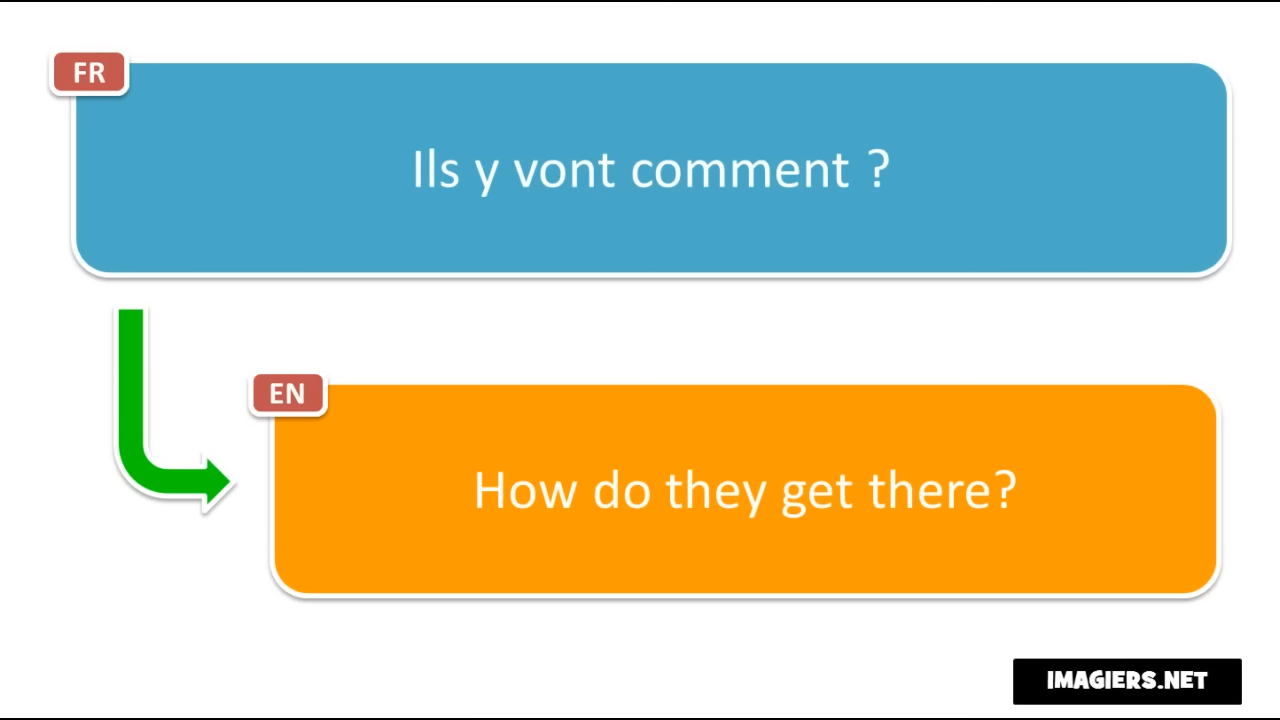 FR
Ils y vont comment ?
EN
How do they get there?
IMAGIERS.NET